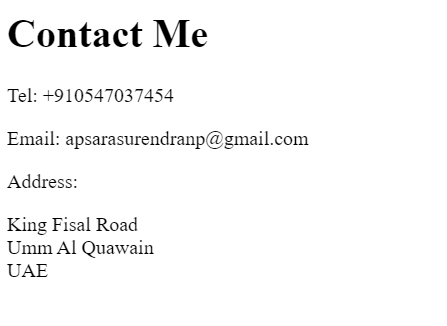 Contact Me
Tel: +910547037454
Email: apsarasurendranp@gmail.com
Address:
King Fisal Road
Umm Al Quawain
UAE